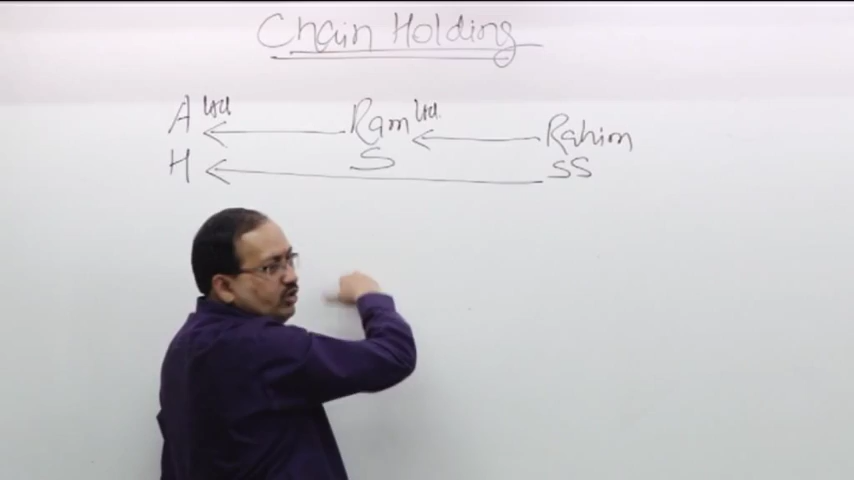 Chain Holding
A Ltd Ram Ltd. Rahim
H S SS